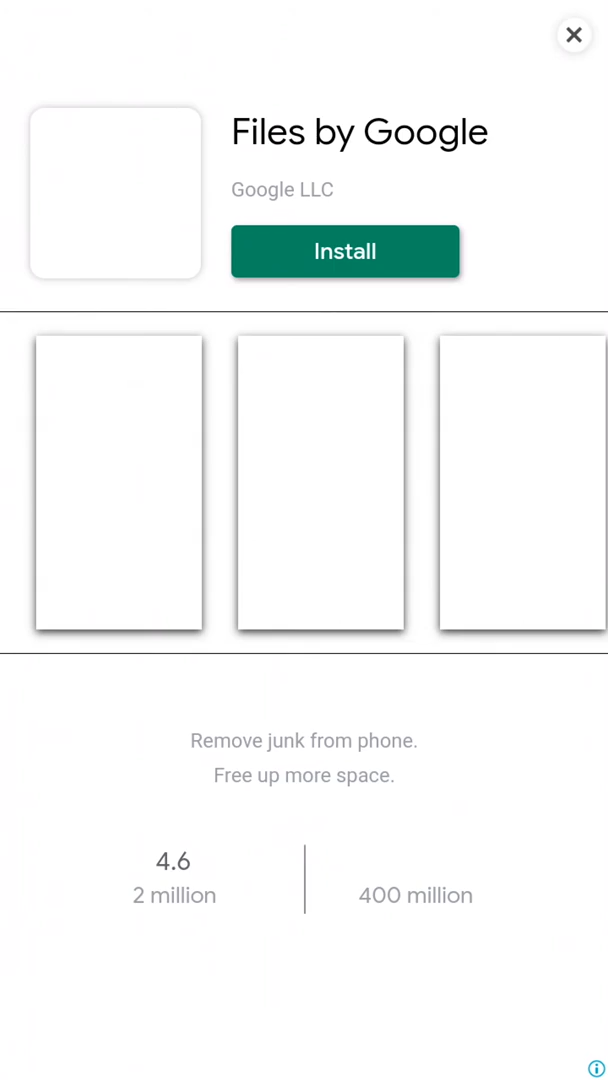 Files by Google
Google LLC
Install
Remove junk from phone.
Free up more space.
4.6
2 million
400 million